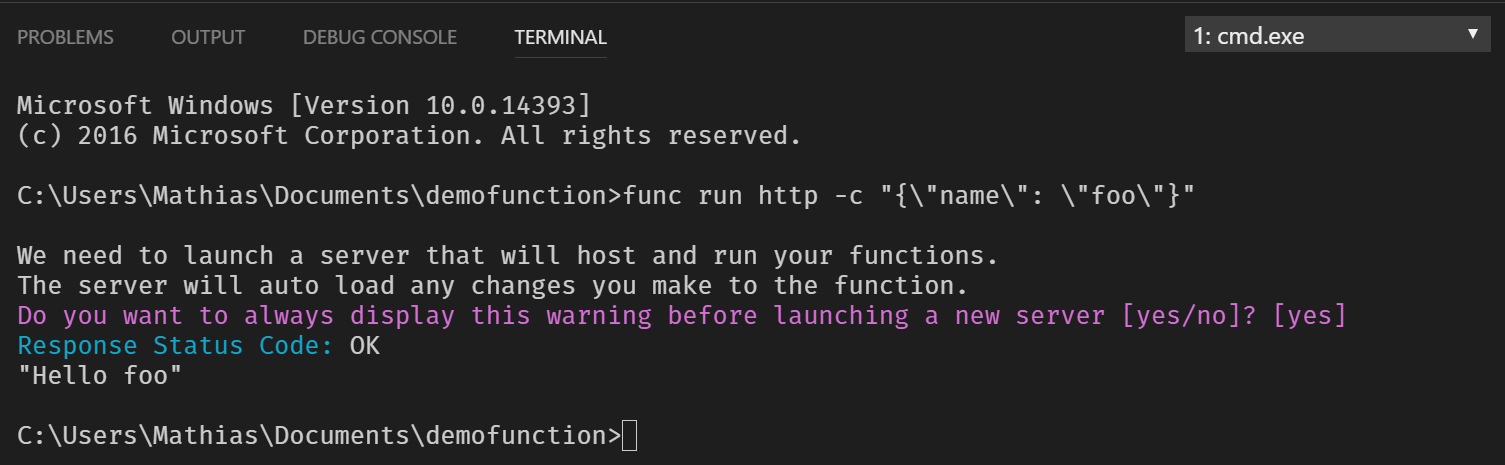 PROBLEMS OUTPUT DEBUG CONSOLE TERMINAL 1: cmd.exe
Microsoft Windows [Version 10.0.14393]
(c) 2016 Microsoft Corporation. All rights reserved.
C:\Users\Mathias\Documents\demofunction>func run http -c "{\"name\": \"foo\"}"
We need to launch a server that will host and run your functions.
The server will auto load any changes you make to the function.
Do you want to always display this warning before launching a new server [yes/no]? [yes]
Response Status Code: OK
"Hello foo"
C:\Users\Mathias\Documents\demofunction>